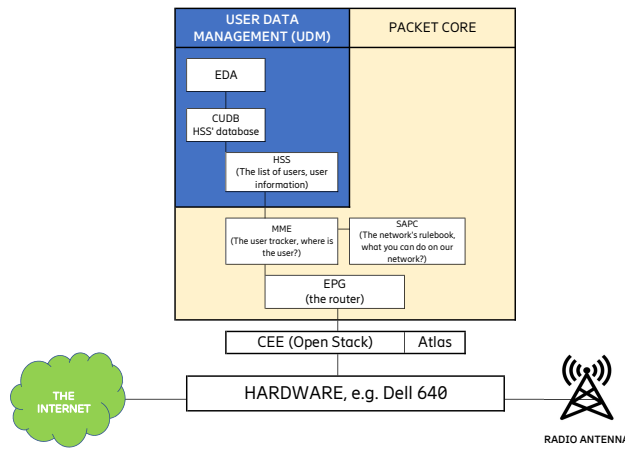 USER DATA
MANAGEMENT (UDM)
PACKET CORE
EDA
CUDB
HSS' database
HSS
(The list of users, user
information)
MME
(The user tracker, where is
the user?)
SAPC
(The network's rulebook,
what you can do on our
network?)
EPG
(the router)
CEE (Open Stack)
Atlas
HARDWARE, e.g. Dell 640
THE
INTERNET
RADIO ANTENNA